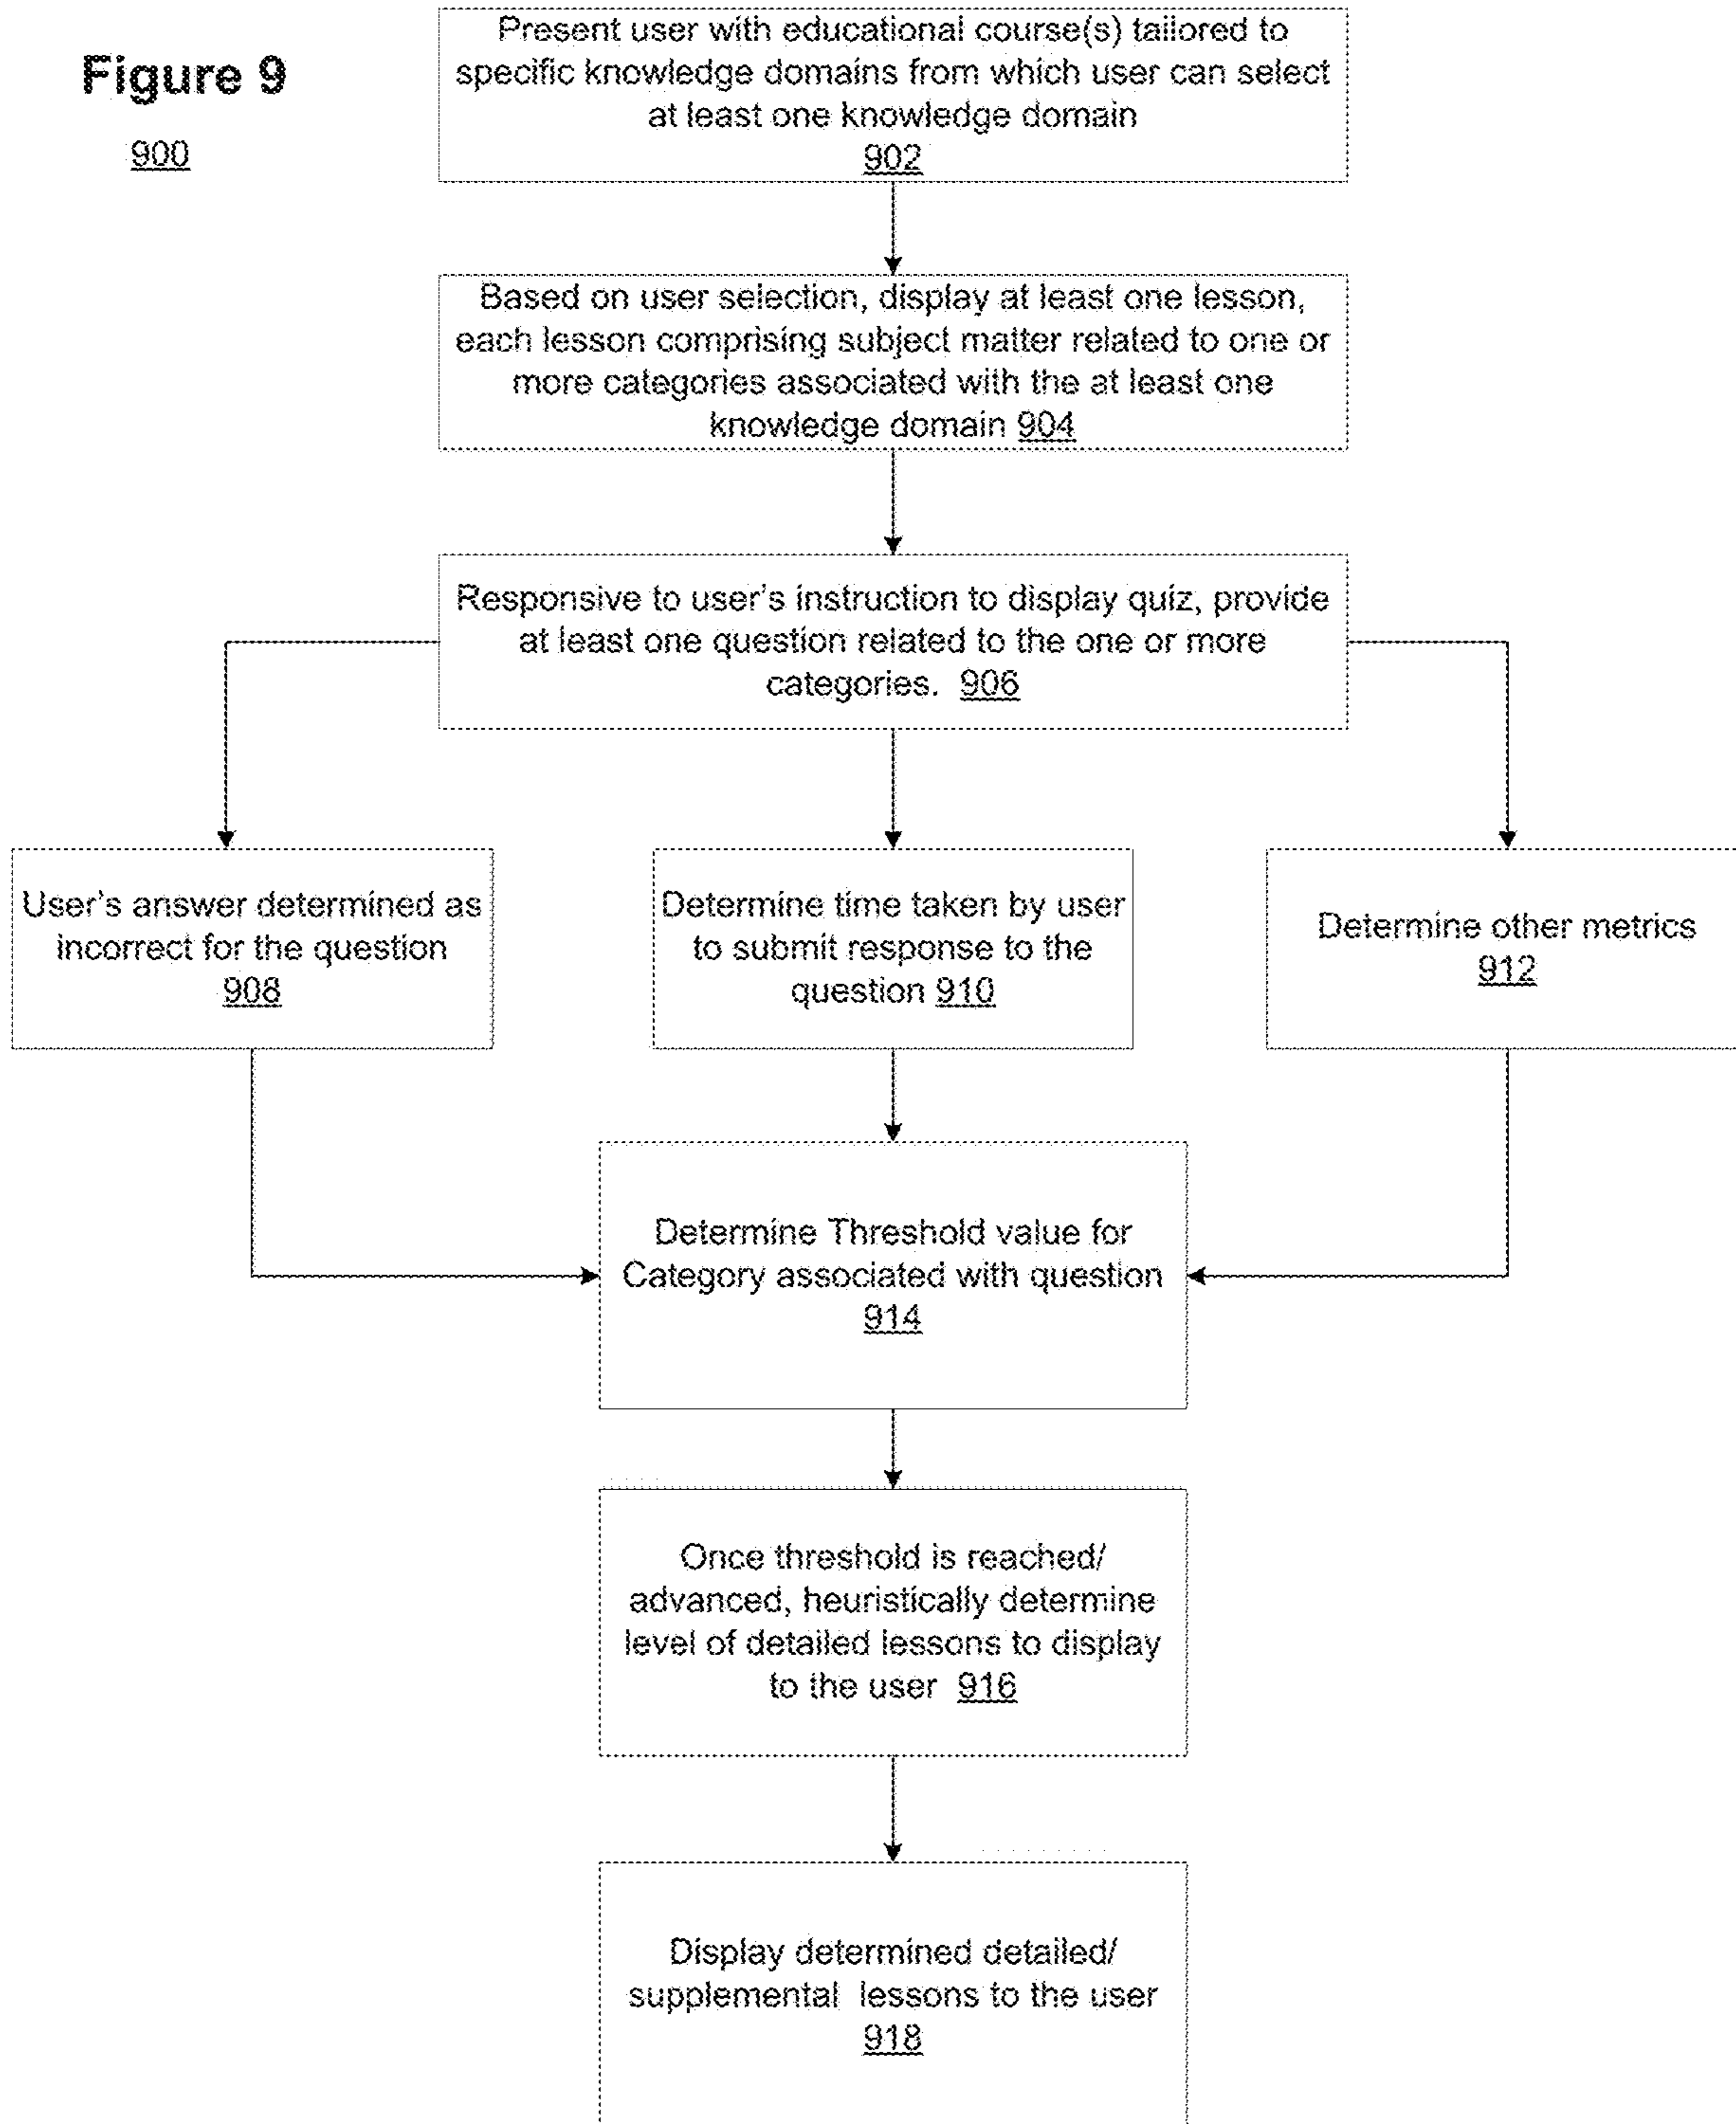 Figure 9
900
Present user with educational course(s) tailored to
specific knowledge domains from which user can select
at least one knowledge domain
902
Based on user selection, display at least one lesson,
each lesson comprising subject matter related to one or
more categories associated with the at least one
knowledge domain 904
Responsive to user's instruction to display quiz, provide
at least one question related to the one or more
categories. 906
User's answer determined as
incorrect for the question
908
Determine time taken by user
to submit response to the
question 910
Determine other metrics
912
Determine Threshold value for
Category associated with question
914
Once threshold is reached/
advanced, heuristically determine
level of detailed lessons to display
to the user 916
Display determined detailed/
supplemental lessons to the user
918